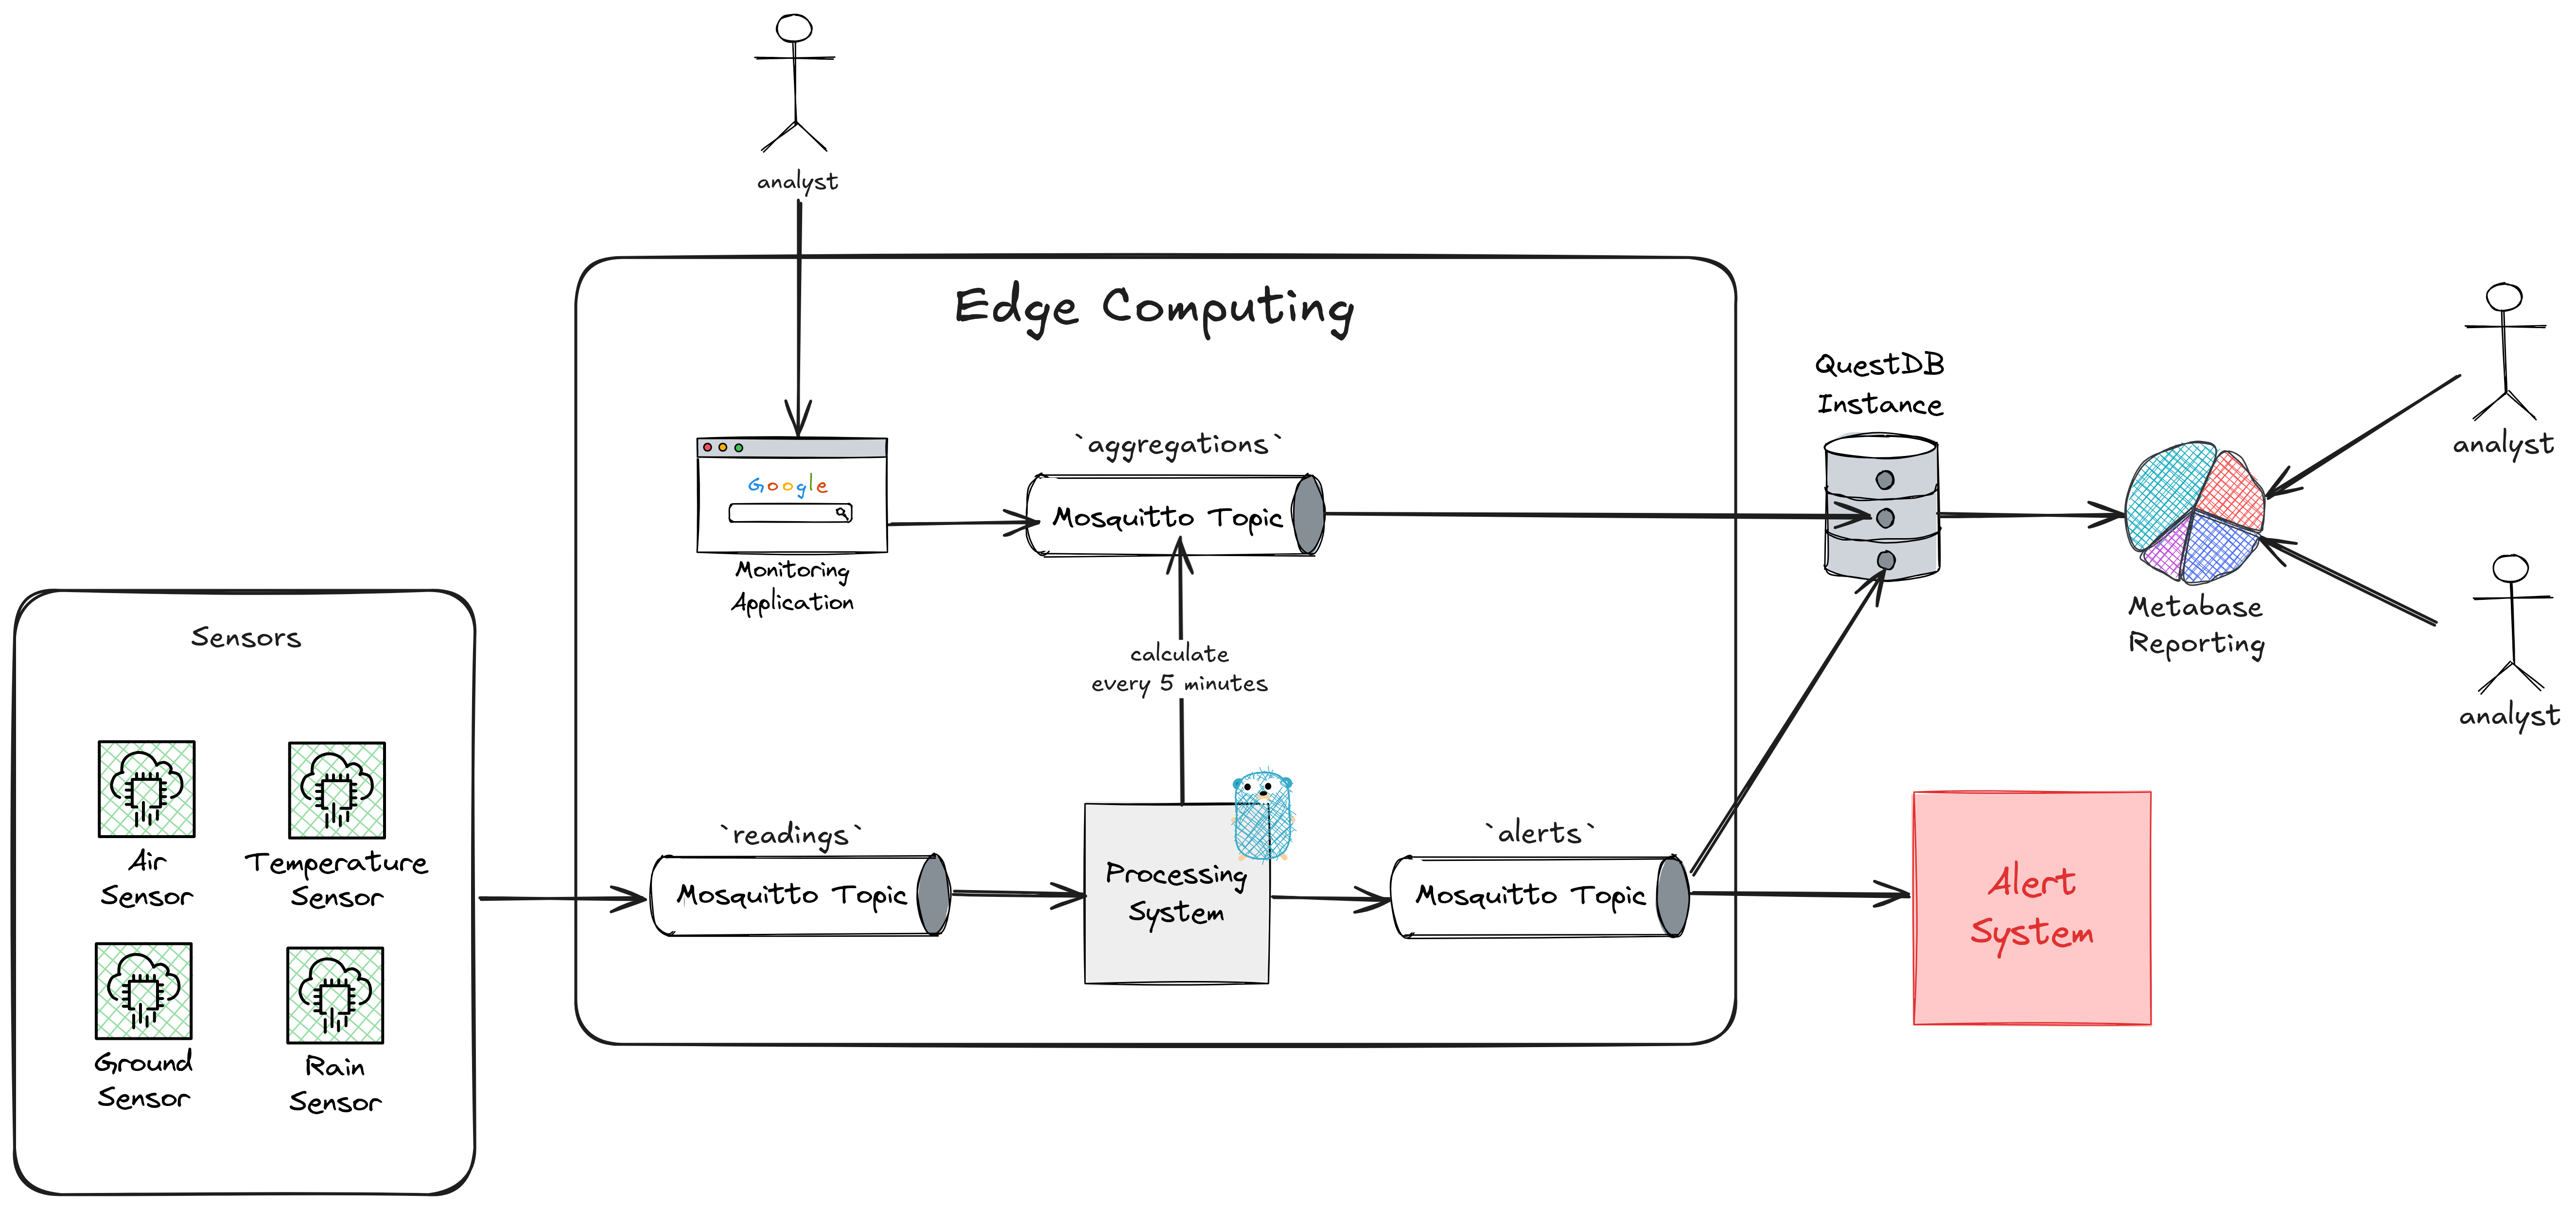 analyst
Edge Computing
Google
Monitoring
Application
`aggregations`
Mosquitto Topic
calculate
every 5 minutes
QuestDB
Instance
Metabase
Reporting
analyst
analyst
Sensors
Air
Sensor
Temperature
Sensor
Ground
Sensor
Rain
Sensor
`readings`
Mosquitto Topic
Processing
System
`alerts`
Mosquitto Topic
Alert
System